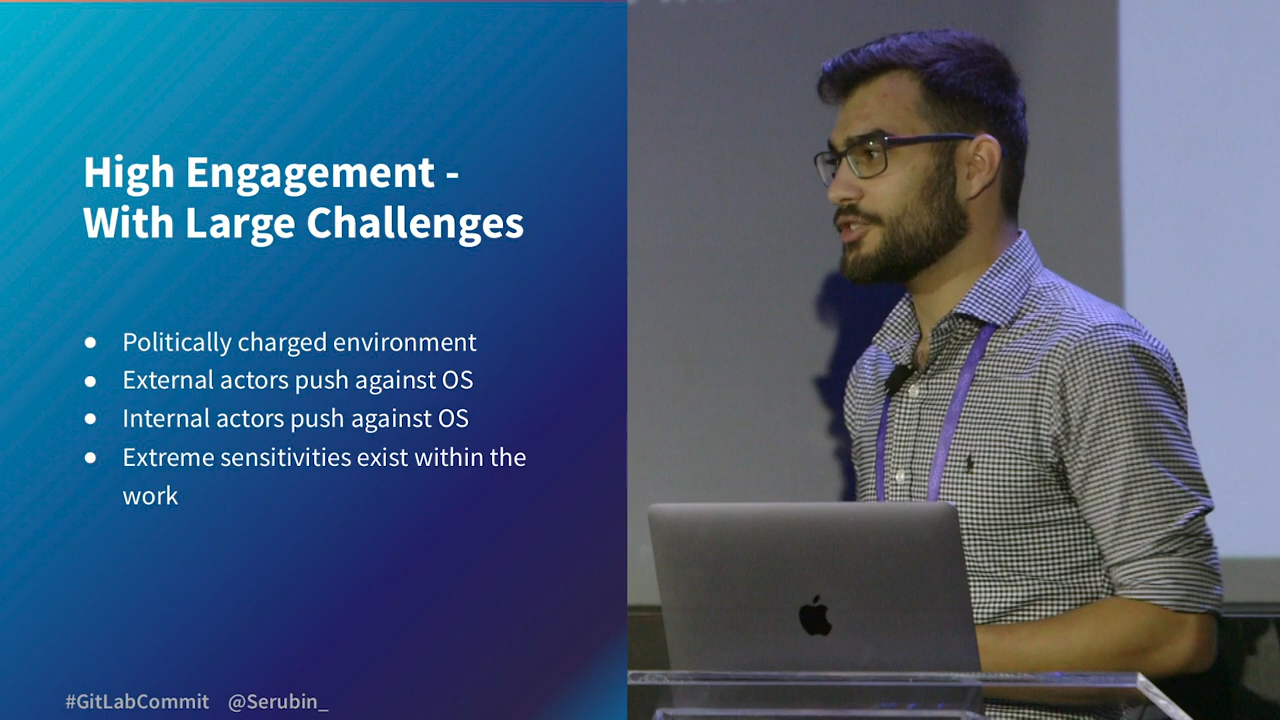 High Engagement -
With Large Challenges
● Politically charged environment
● External actors push against OS
● Internal actors push against OS
● Extreme sensitivities exist within the
work
#GitLabCommit @Serubin_